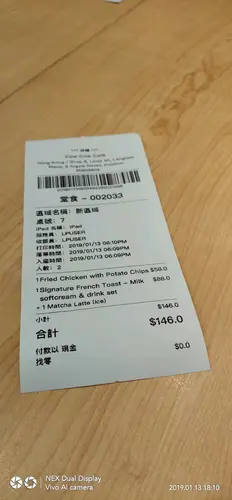 Hong Kong / Shop
堂食 - 002033
區域名稱: 新區域
桌號: 7
iPad 名稱: iPad
服務員: LPUSER
收銀員: LPUSER
打印時間: 2019/01/13 06:10PM
落單時間: 2019/01/13 06:09PM
入座時間: 2019/01/13 06:09PM
人數: 2
1 Fried Chicken with Potato Chips $58.0
1 Signature French Toast – Milk $88.0
softcream & drink set
+ 1 Matcha Latte (ice)
小計 $146.0
合計 $146.0
付款以 現金
找零 $0.0
NEX Dual Display
Vivo AI camera
2019.01.13 18:10